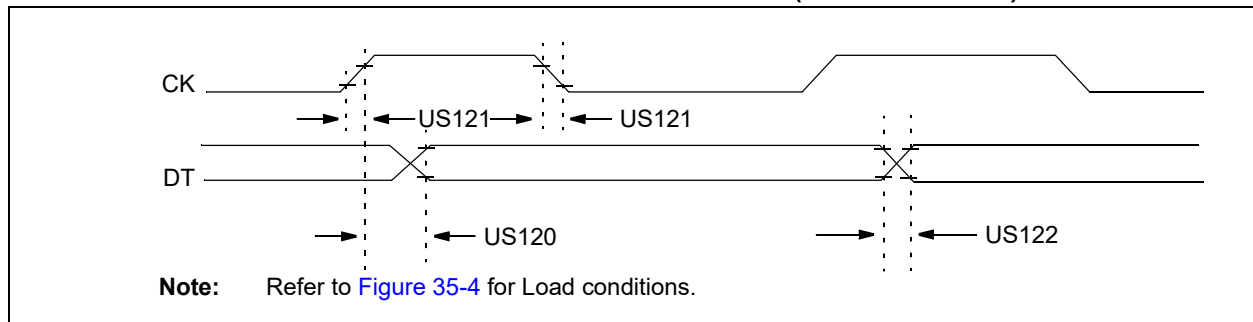 CK
US121
US121
DT
US120
US122
Note: Refer to Figure 35-4 for Load conditions.